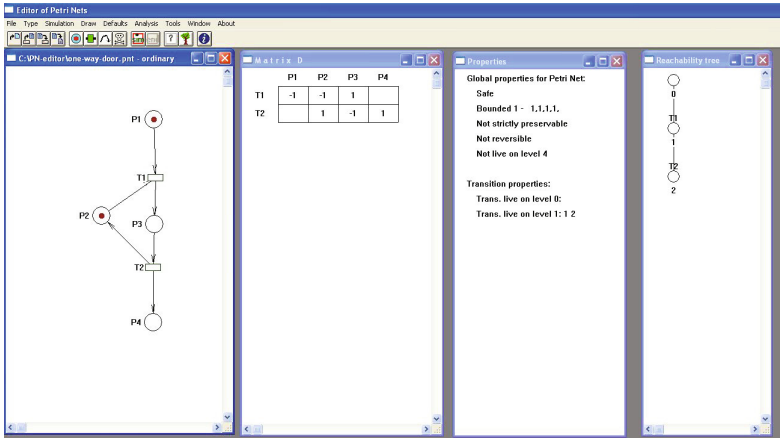 Editor of Petri Nets
File Type Simulation Draw Defaults Analysis Tools Window About
C:\PN-editor\one-way-door.pnt - ordinary
P1
T1
P2
P3
T2
P4
Matrix D
P1 P2 P3 P4
T1 -1 -1 1
T2 1 -1 1
Properties
Global properties for Petri Net:
Safe
Bounded 1 - 1,1,1,1,
Not strictly preservable
Not reversible
Not live on level 4
Transition properties:
Trans. live on level 0:
Trans. live on level 1: 1 2
Reachability tree
0
T1
1
T2
2